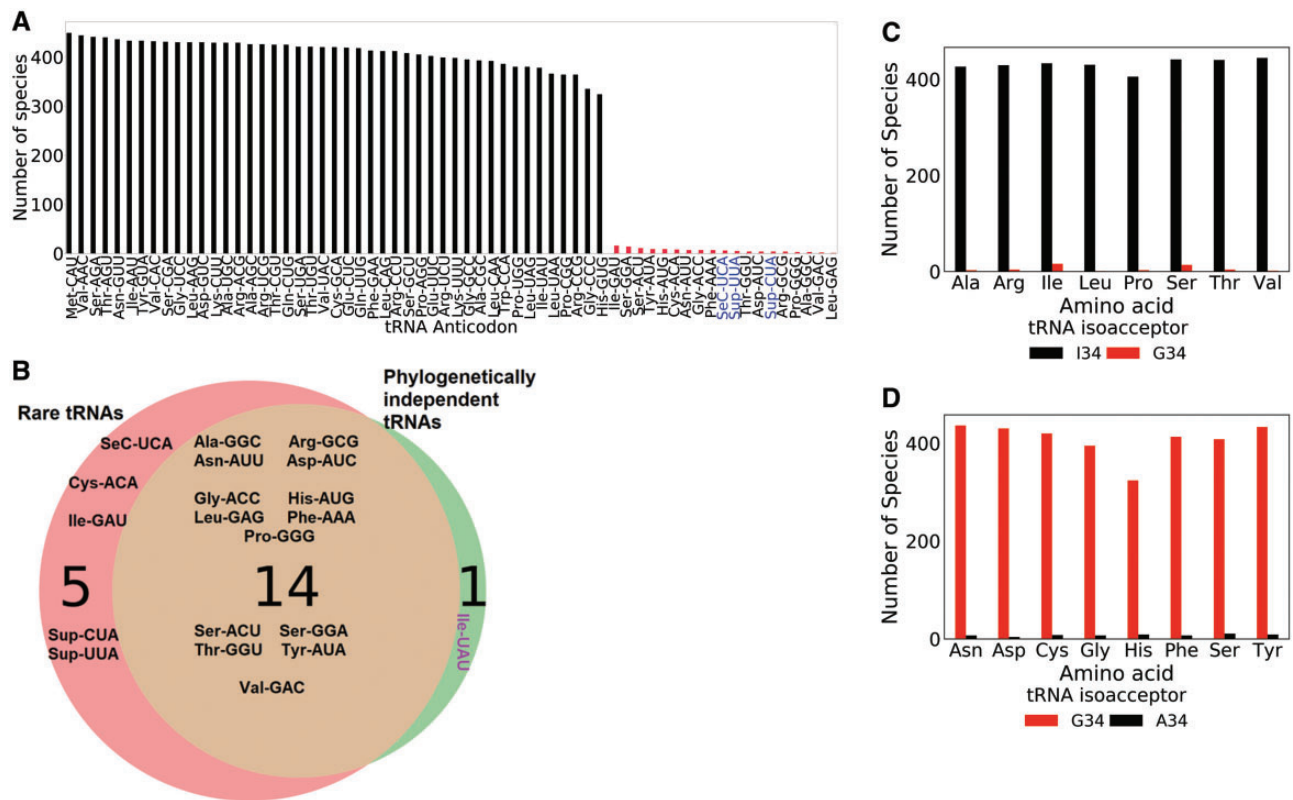 A
Number of species
400
300
200
100
0
Met-CAU
Val-AAC
Ser-AGA
Thr-AGU
Asn-GUU
Ile-AAU
Tyr-GUA
Val-CAC
Ser-CGA
Gly-UCC
Leu-AAG
Asp-GUC
Lys-CUU
Ala-UGC
Arg-ACG
Ala-AGC
Arg-UCG
Thr-CGU
Gln-CUG
Ser-UGA
Thr-UGU
Val-UAC
Cys-GCA
Glu-CUC
Gln-UUG
Phe-GAA
Leu-CAG
Arg-CCU
Ser-GCU
Pro-AGG
Glu-UUC
Arg-UCU
Lys-UUU
Gly-GCC
Ala-CGC
Leu-CAA
Trp-CCA
Pro-UGG
Leu-UAG
Ile-UAU
Leu-UAA
Pro-CGG
Arg-CCG
Gly-CCC
His-GUG
Ile-GAU
Ser-GGA
Ser-ACU
Tyr-AUA
His-AUG
Cys-ACA
Asn-AUU
Gly-ACC
Phe-AAA
SeC-UCA
Sup-UUA
Thr-GGU
Asp-AUC
Sup-CUA
Arg-GCG
Pro-GGG
Ala-GGC
Val-GAC
Leu-GAG
tRNA Anticodon
B
Rare tRNAs
Phylogenetically
independent
tRNAs
SeC-UCA
Cys-ACA
Ile-GAU
5
Sup-CUA
Sup-UUA
Ala-GGC Arg-GCG
Asn-AUU Asp-AUC
Gly-ACC His-AUG
Leu-GAG Phe-AAA
Pro-GGG
14
Ser-ACU Ser-GGA
Thr-GGU Tyr-AUA
Val-GAC
1
Ile-UAU
C
Number of Species
400
200
0
Ala Arg Ile Leu Pro Ser Thr Val
Amino acid
tRNA isoacceptor
I34 G34
D
Number of Species
400
200
0
Asn Asp Cys Gly His Phe Ser Tyr
Amino acid
tRNA isoacceptor
G34 A34